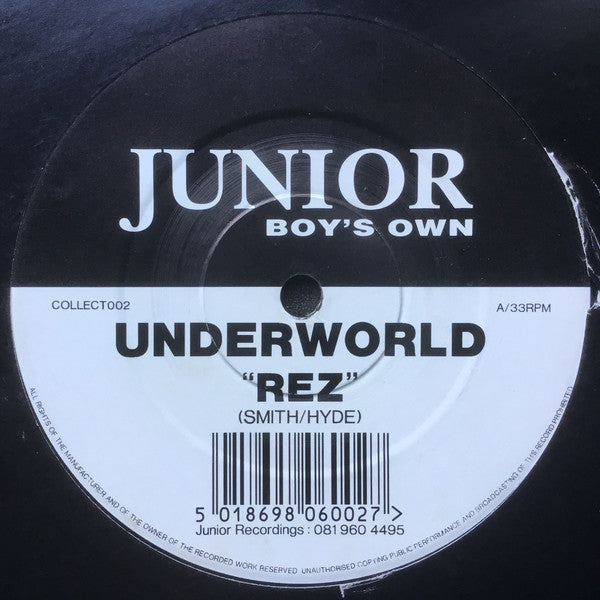 JUNIOR
BOY'S OWN
COLLECT002
A/33RPM
UNDERWORLD
"REZ"
(SMITH/HYDE)
5 018698 060027 >
Junior Recordings : 081 960 4495
ALL RIGHTS OF THE MANUFACTURER AND OF THE OWNER OF THE RECORDED WORK RESERVED. UNAUTHORISED COPYING PUBLIC PERFORMANCE AND BROADCASTING OF THIS RECORD PROHIBITED.